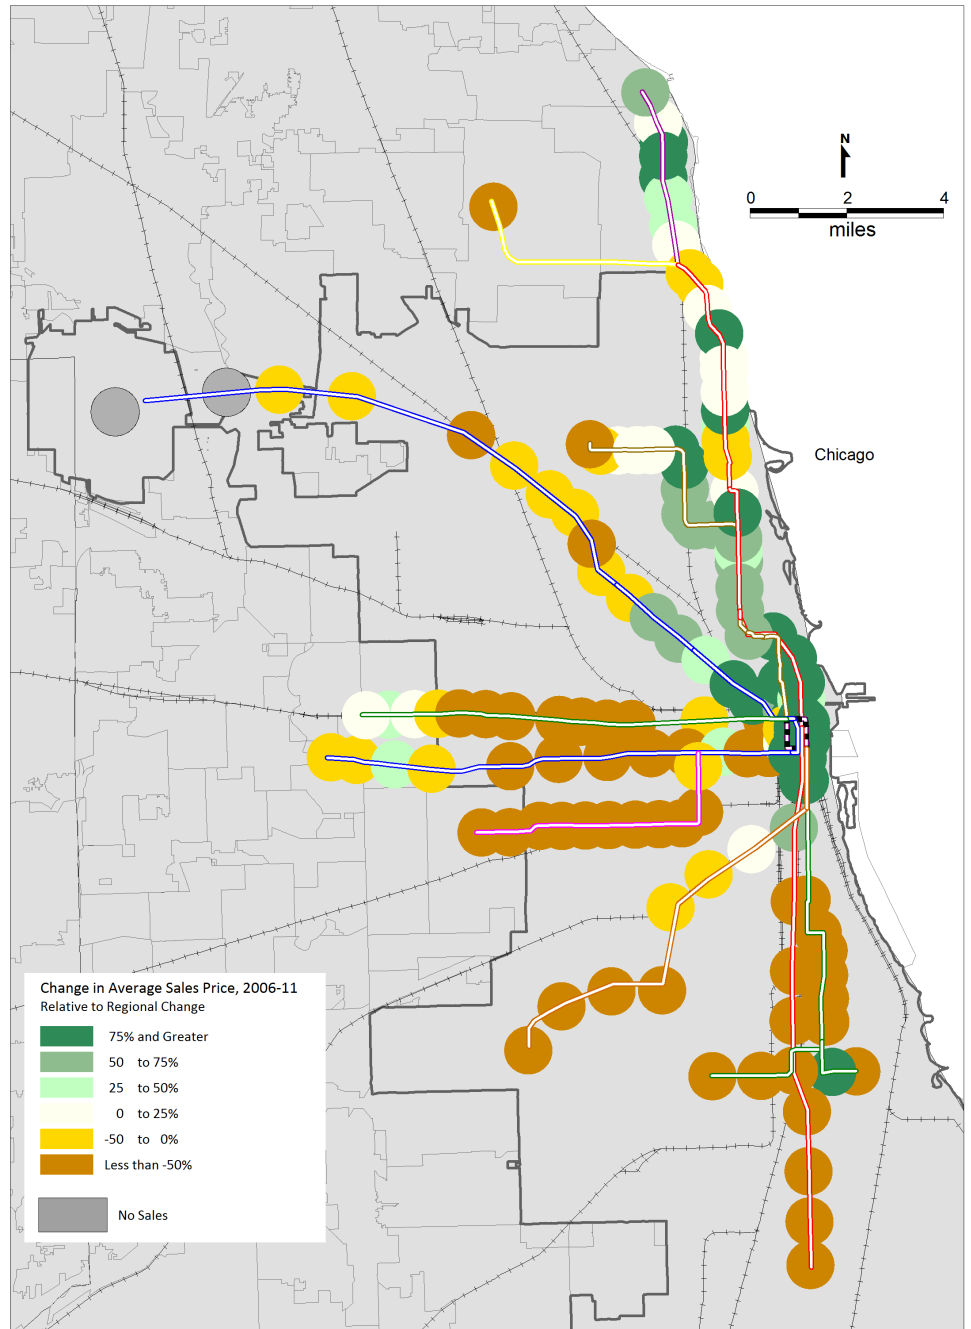 N
0 2 4
miles
Chicago
Change in Average Sales Price, 2006-11
Relative to Regional Change
75% and Greater
50 to 75%
25 to 50%
0 to 25%
-50 to 0%
Less than -50%
No Sales